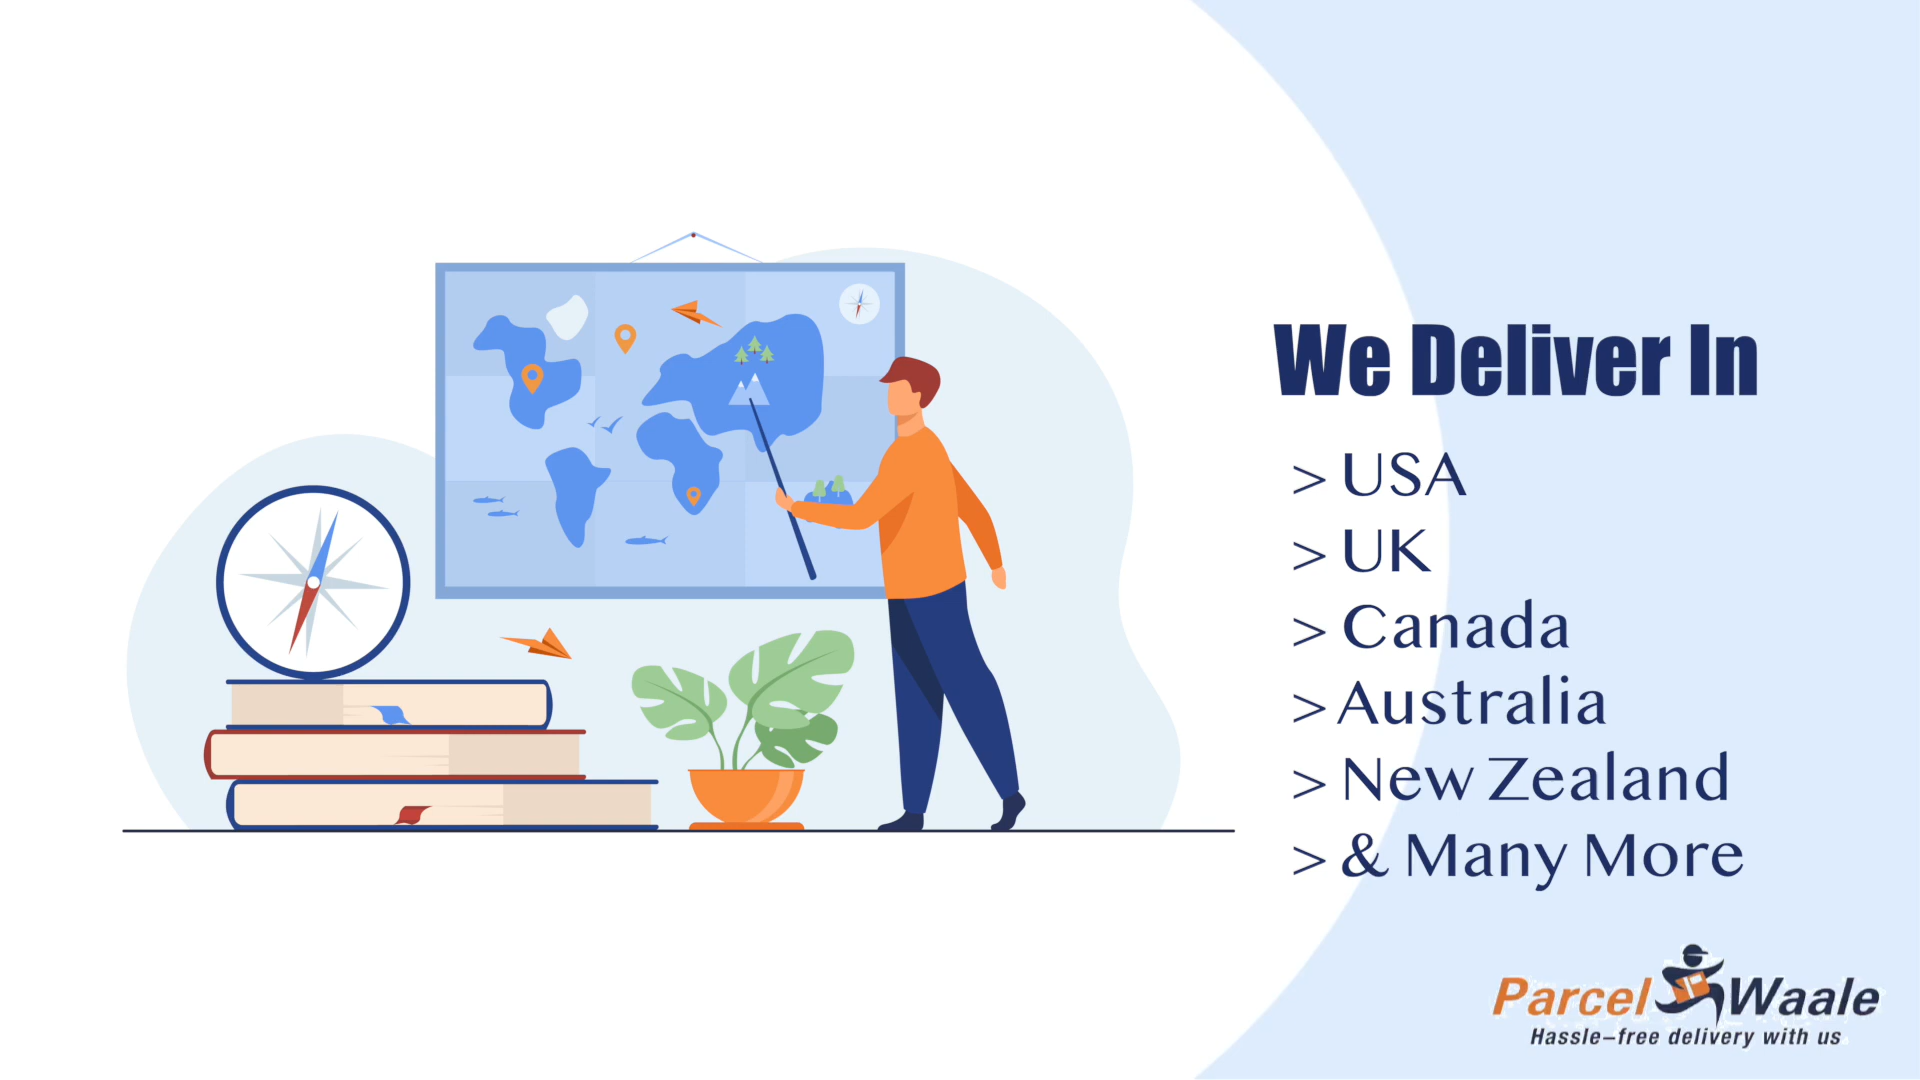 We Deliver In
> USA
> UK
> Canada
> Australia
> New Zealand
> & Many More
Parcel Waale
Hassle-free delivery with us